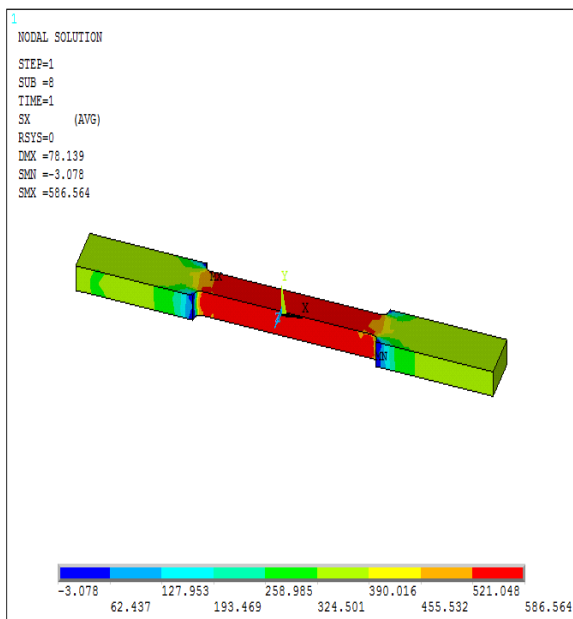 1
NODAL SOLUTION
STEP=1
SUB =8
TIME=1
SX (AVG)
RSYS=0
DMX =78.139
SMN =-3.078
SMX =586.564
Y
MX
X
MN
-3.078 127.953 258.985 390.016 521.048
62.437 193.469 324.501 455.532 586.564